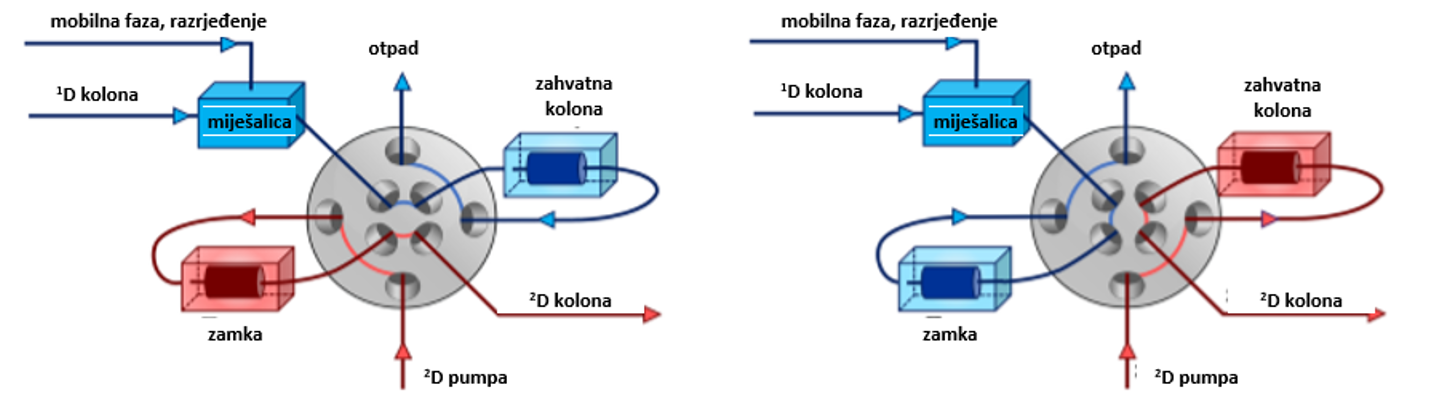 mobilna faza, razrjeđenje
otpad
¹D kolona
zahvatna
kolona
miješalica
²D kolona
zamka
²D pumpa
mobilna faza, razrjeđenje
otpad
¹D kolona
zahvatna
kolona
miješalica
²D kolona
zamka
²D pumpa